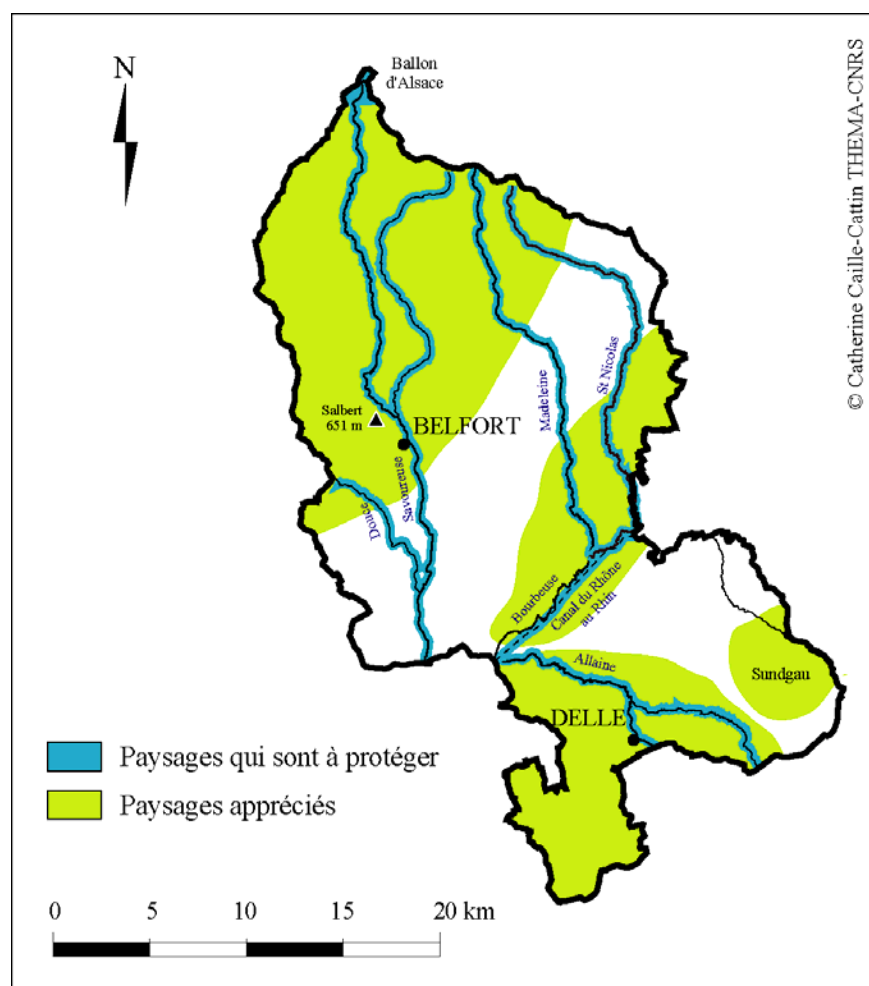 N
Ballon
d'Alsace
© Catherine Caille-Cattin THEMA-CNRS
St Nicolas
Madeleine
Salbert
651 m
BELFORT
Savoureuse
Douce
Bourbeuse
Canal du Rhône
au Rhin
Allaine
Sundgau
DELLE
Paysages qui sont à protéger
Paysages appréciés
0 5 10 15 20 km